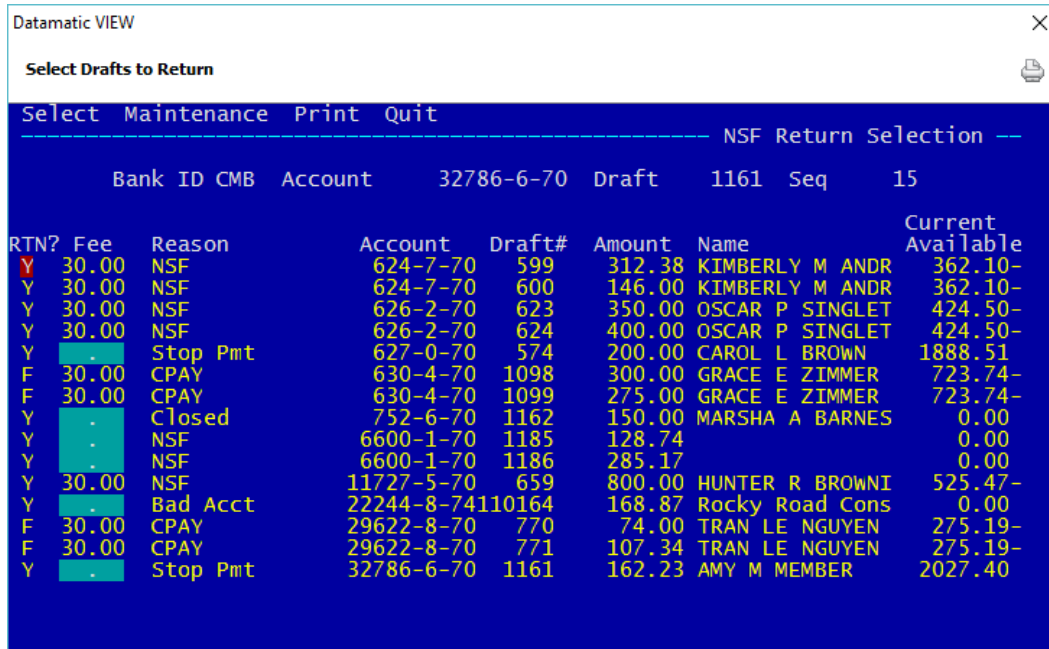 Datamatic VIEW
Select Drafts to Return
Select Maintenance Print Quit
NSF Return Selection
Bank ID CMB Account 32786-6-70 Draft 1161 Seq 15
Current
RTN? Fee Reason Account Draft# Amount Name Available
Y 30.00 NSF 624-7-70 599 312.38 KIMBERLY M ANDR 362.10-
Y 30.00 NSF 624-7-70 600 146.00 KIMBERLY M ANDR 362.10-
Y 30.00 NSF 626-2-70 623 350.00 OSCAR P SINGLET 424.50-
Y 30.00 NSF 626-2-70 624 400.00 OSCAR P SINGLET 424.50-
Y . Stop Pmt 627-0-70 574 200.00 CAROL L BROWN 1888.51
F 30.00 CPAY 630-4-70 1098 300.00 GRACE E ZIMMER 723.74-
F 30.00 CPAY 630-4-70 1099 275.00 GRACE E ZIMMER 723.74-
Y . Closed 752-6-70 1162 150.00 MARSHA A BARNES 0.00
Y . NSF 6600-1-70 1185 128.74 0.00
Y . NSF 6600-1-70 1186 285.17 0.00
Y 30.00 NSF 11727-5-70 659 800.00 HUNTER R BROWNI 525.47-
Y . Bad Acct 22244-8-74110164 168.87 Rocky Road Cons 0.00
F 30.00 CPAY 29622-8-70 770 74.00 TRAN LE NGUYEN 275.19-
F 30.00 CPAY 29622-8-70 771 107.34 TRAN LE NGUYEN 275.19-
Y . Stop Pmt 32786-6-70 1161 162.23 AMY M MEMBER 2027.40